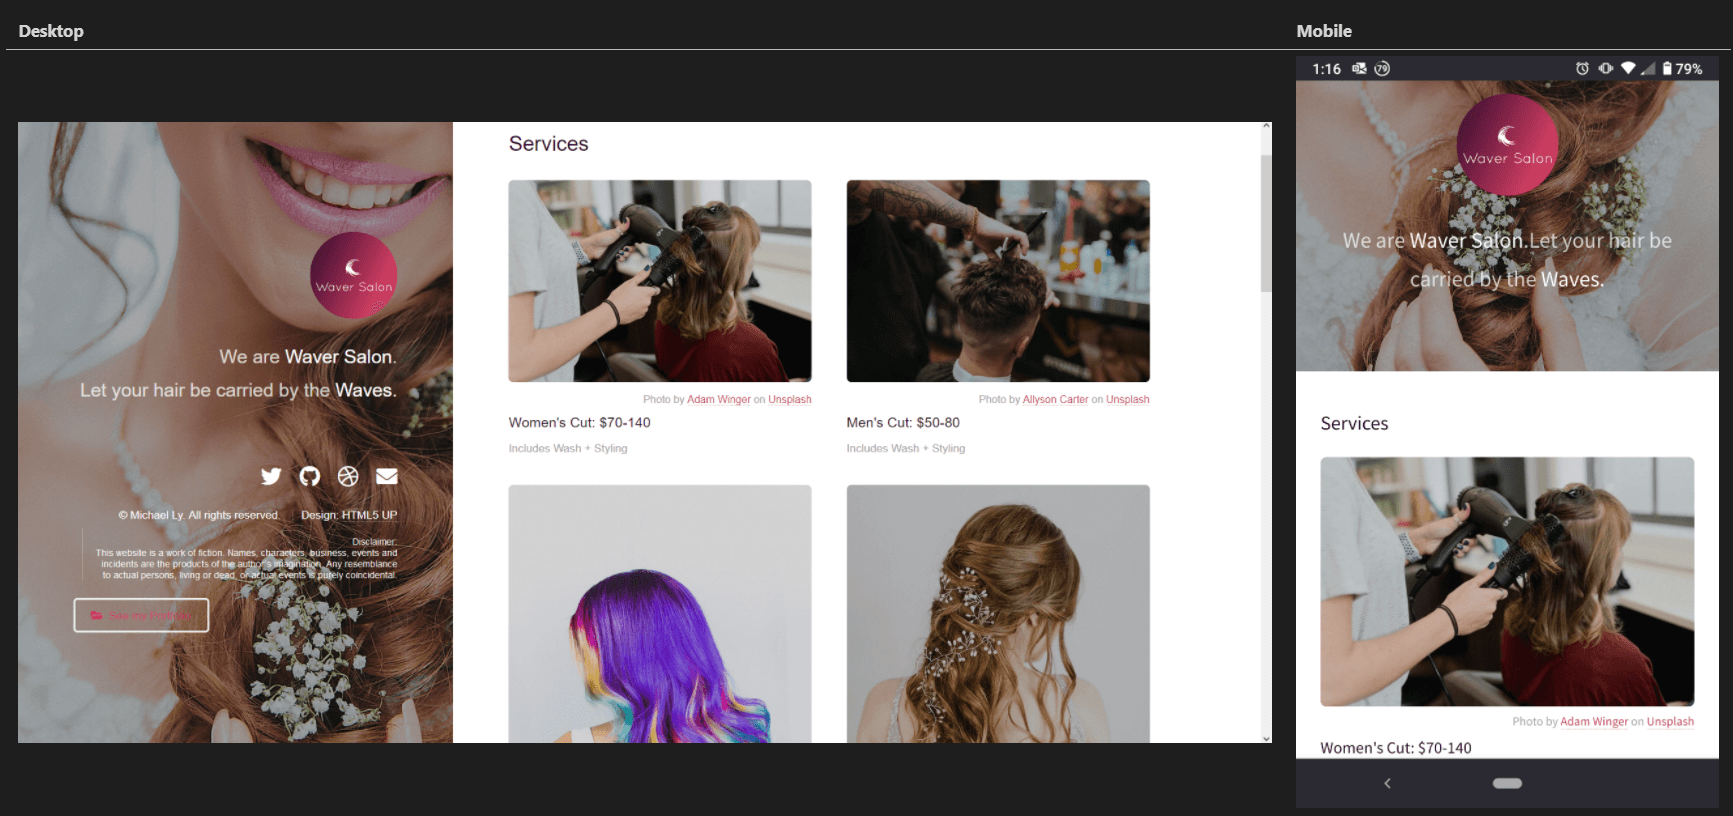 Desktop
Mobile
Waver Salon
We are Waver Salon.
Let your hair be carried by the Waves.
© Michael Ly. All rights reserved. Design: HTML5 UP
Disclaimer:
This website is a work of fiction. Names, characters, business, events and
incidents are the products of the author's imagination. Any resemblance
to actual persons, living or dead, or actual events is purely coincidental.
Services
Photo by Adam Winger on Unsplash
Women's Cut: $70-140
Includes Wash + Styling
Photo by Allyson Carter on Unsplash
Men's Cut: $50-80
Includes Wash + Styling
1:16 79 79%
Waver Salon
We are Waver Salon.Let your hair be
carried by the Waves.
Services
Photo by Adam Winger on Unsplash
Women's Cut: $70-140